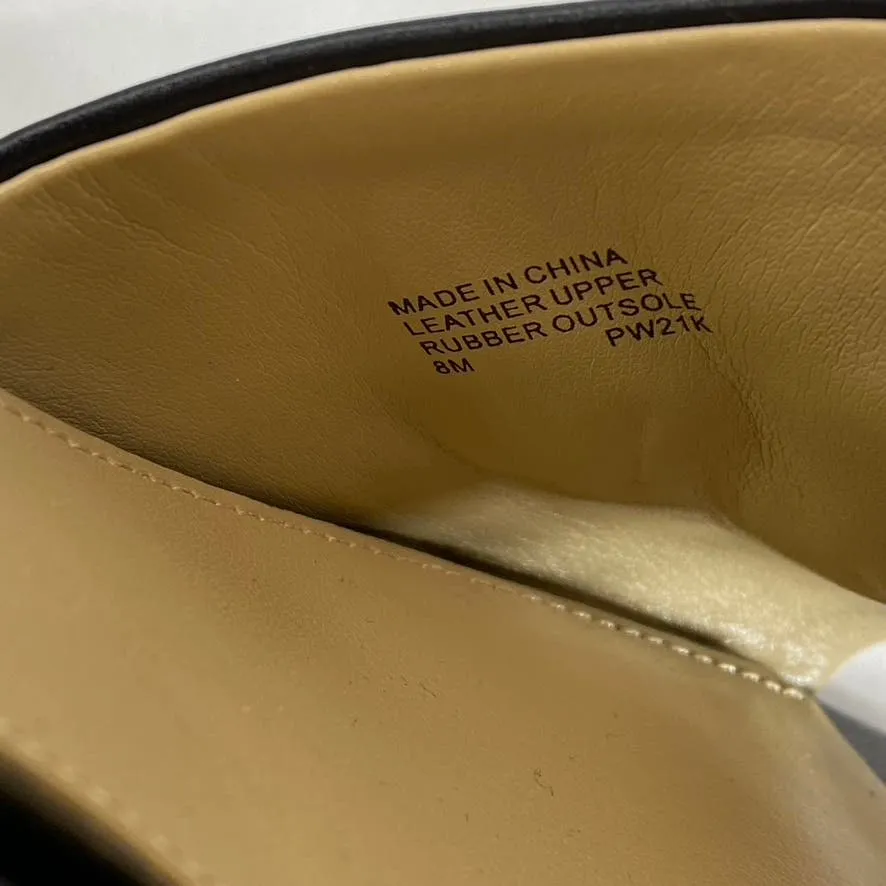 MADE IN CHINA
LEATHER UPPER
RUBBER OUTSOLE
8M PW21K